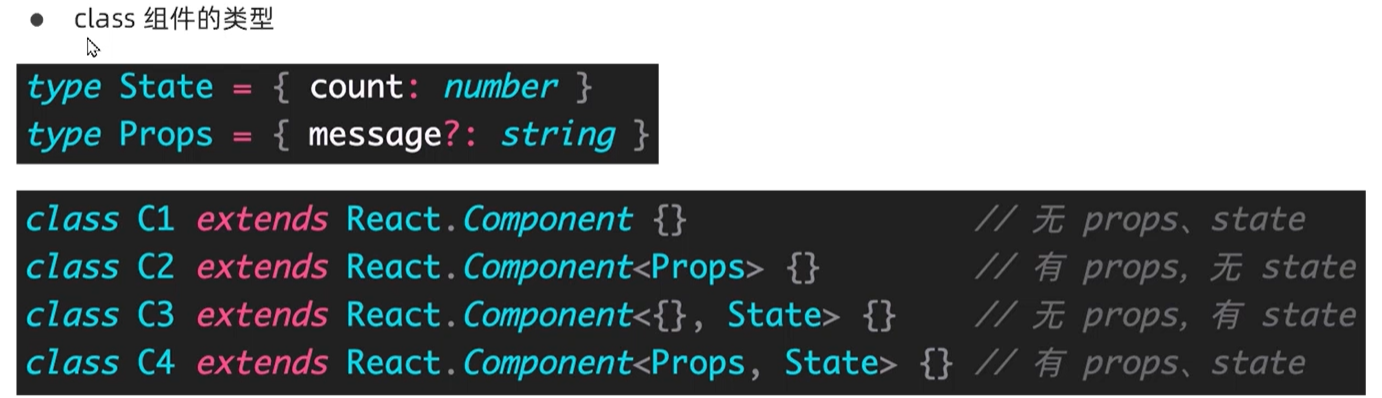 ● class 组件的类型
type State = { count: number }
type Props = { message?: string }
class C1 extends React.Component {} // 无 props、state
class C2 extends React.Component<Props> {} // 有 props, 无 state
class C3 extends React.Component<{}, State> {} // 无 props, 有 state
class C4 extends React.Component<Props, State> {} // 有 props、state